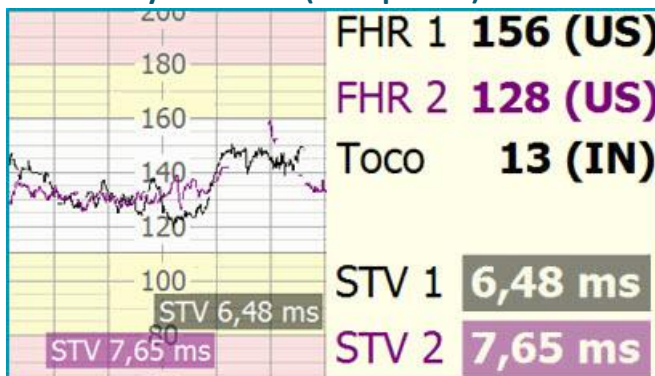 200
180
160
140
120
100
80
STV 6,48 ms
STV 7,65 ms
FHR 1 156 (US)
FHR 2 128 (US)
Toco 13 (IN)
STV 1 6,48 ms
STV 2 7,65 ms